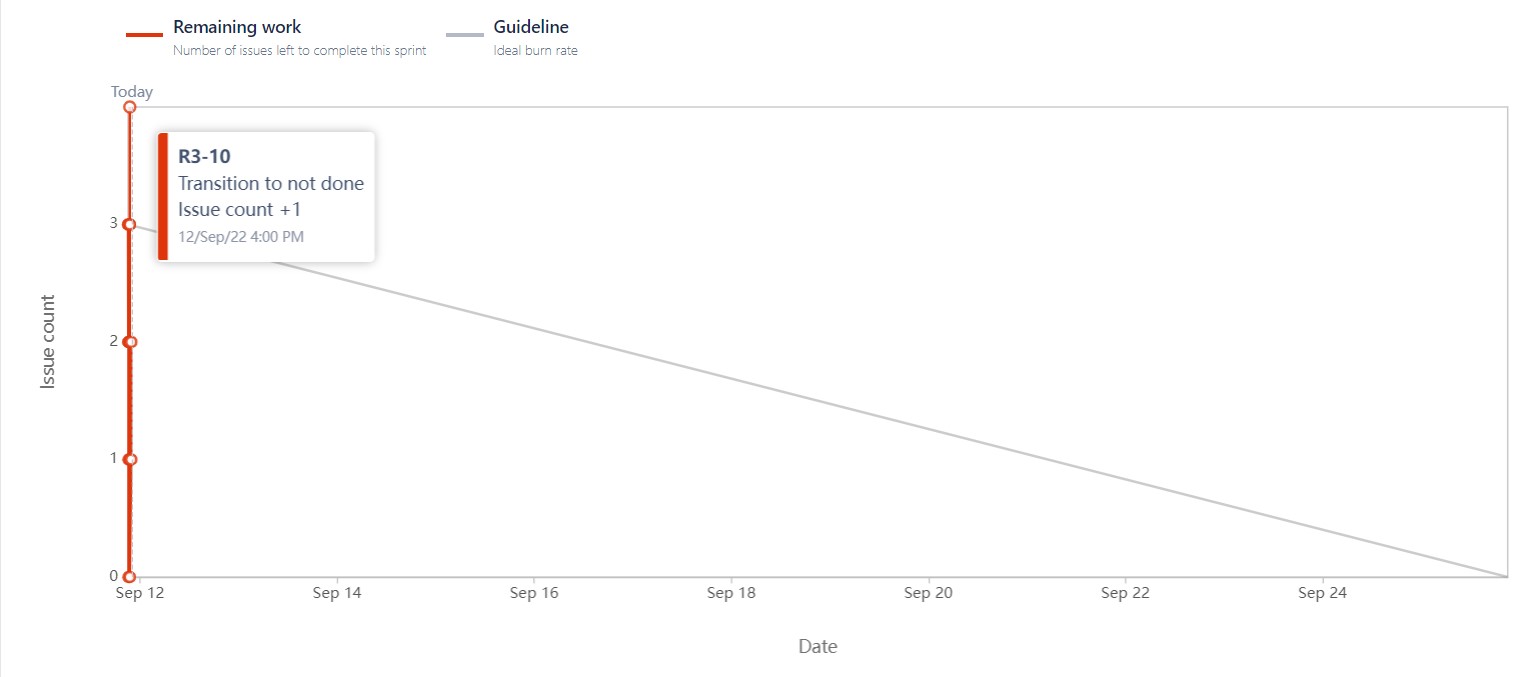 Remaining work
Number of issues left to complete this sprint
Guideline
Ideal burn rate
Today
R3-10
Transition to not done
Issue count +1
12/Sep/22 4:00 PM
3
2
1
0
Issue count
Sep 12
Sep 14
Sep 16
Sep 18
Sep 20
Sep 22
Sep 24
Date